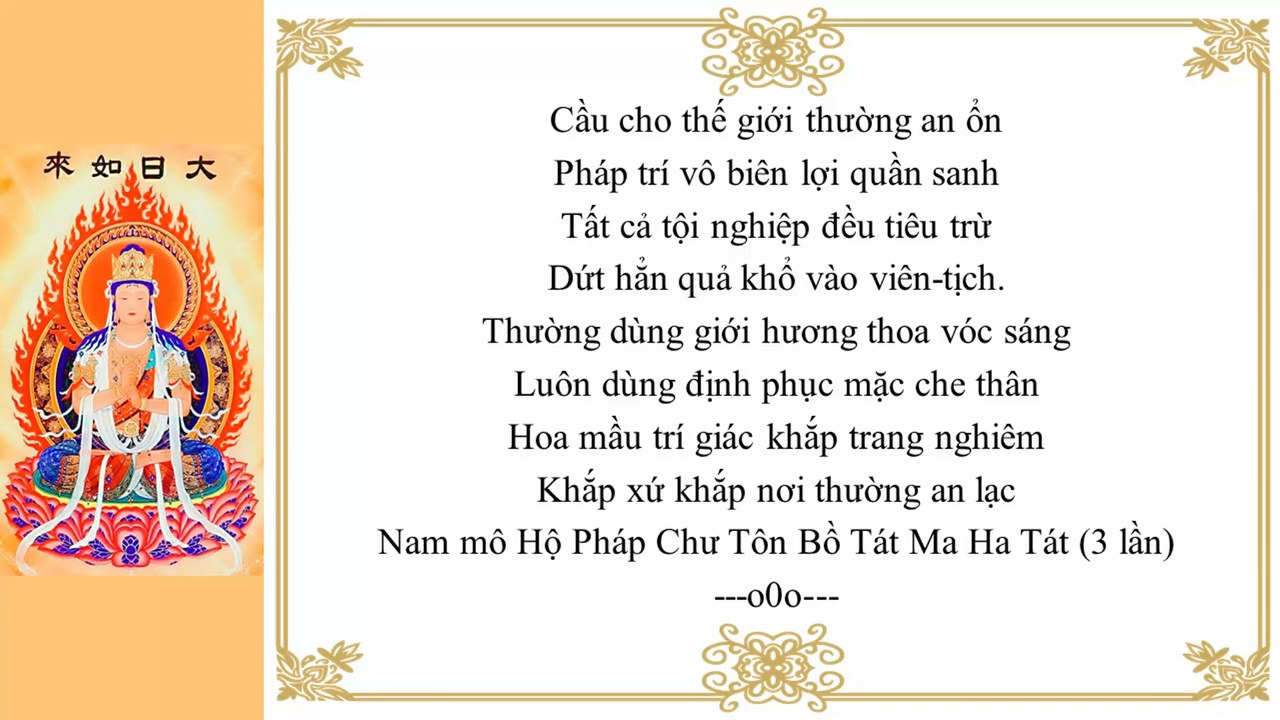 大日如來
Cầu cho thế giới thường an ổn
Pháp trí vô biên lợi quần sanh
Tất cả tội nghiệp đều tiêu trừ
Dứt hẳn quả khổ vào viên-tịch.
Thường dùng giới hương thoa vóc sáng
Luôn dùng định phục mặc che thân
Hoa mầu trí giác khắp trang nghiêm
Khắp xứ khắp nơi thường an lạc
Nam mô Hộ Pháp Chư Tôn Bồ Tát Ma Ha Tát (3 lần)
---o0o---